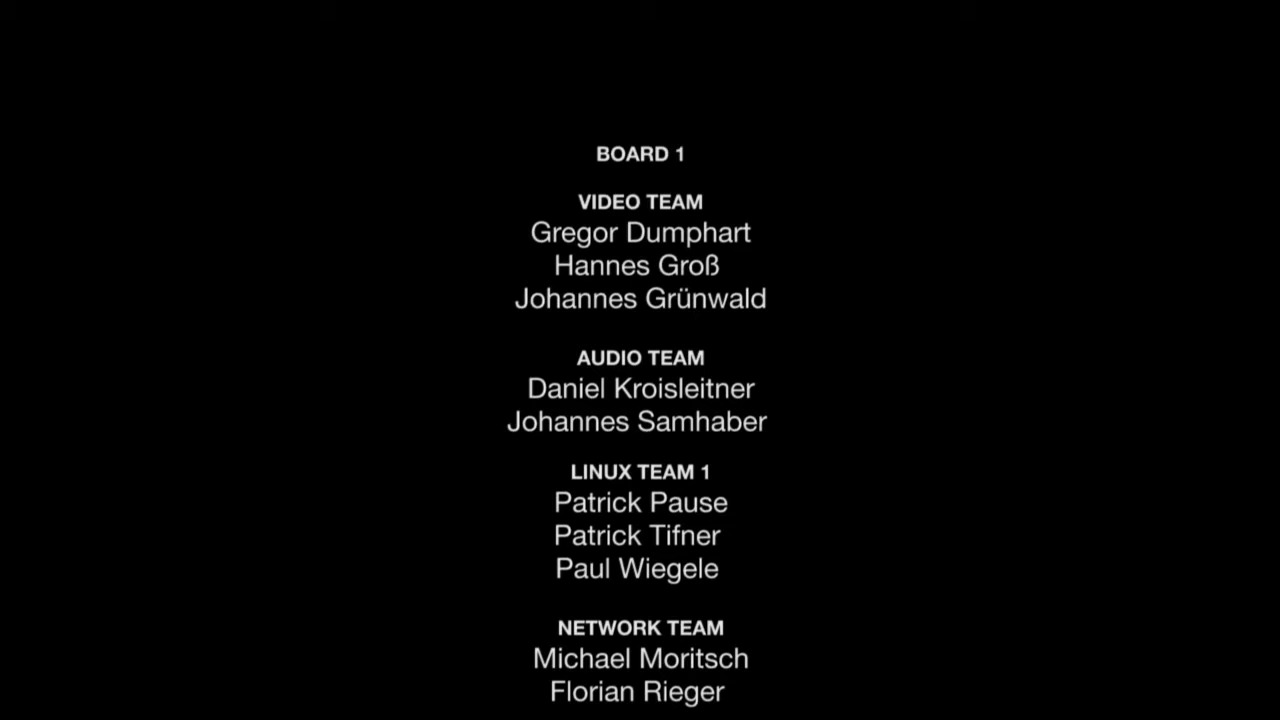 BOARD 1
VIDEO TEAM
Gregor Dumphart
Hannes Groß
Johannes Grünwald
AUDIO TEAM
Daniel Kroisleitner
Johannes Samhaber
LINUX TEAM 1
Patrick Pause
Patrick Tifner
Paul Wiegele
NETWORK TEAM
Michael Moritsch
Florian Rieger